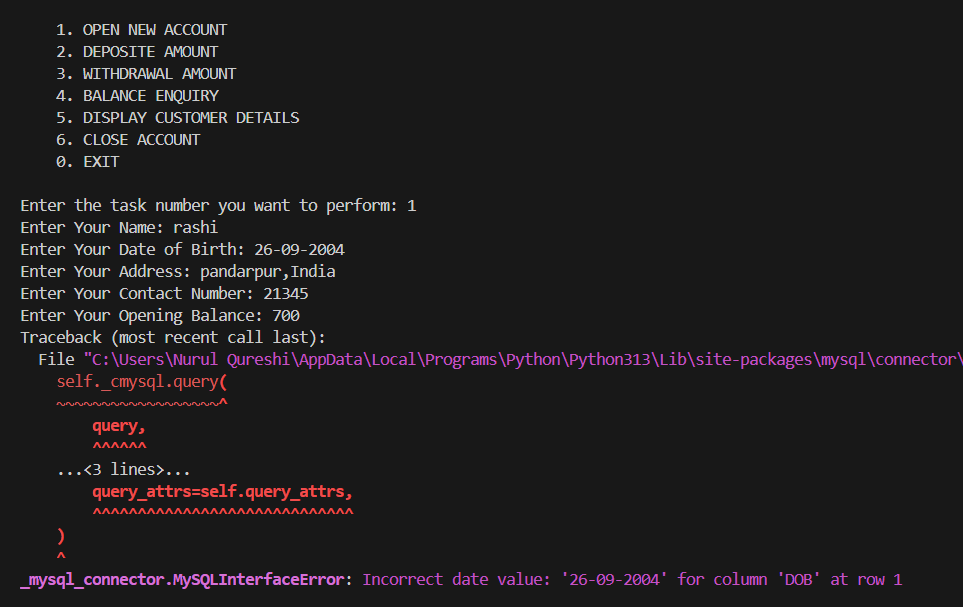 1. OPEN NEW ACCOUNT
2. DEPOSITE AMOUNT
3. WITHDRAWAL AMOUNT
4. BALANCE ENQUIRY
5. DISPLAY CUSTOMER DETAILS
6. CLOSE ACCOUNT
0. EXIT
Enter the task number you want to perform: 1
Enter Your Name: rashi
Enter Your Date of Birth: 26-09-2004
Enter Your Address: pandarpur,India
Enter Your Contact Number: 21345
Enter Your Opening Balance: 700
Traceback (most recent call last):
File "C:\Users\Nurul Qureshi\AppData\Local\Programs\Python\Python313\Lib\site-packages\mysql\connector\
self._cmysql.query(
~~~~~~~~~~~~~~~~~~^
query,
^^^^^^
...<3 lines>...
query_attrs=self.query_attrs,
^^^^^^^^^^^^^^^^^^^^^^^^^^^^^
)
^
_mysql_connector.MySQLInterfaceError: Incorrect date value: '26-09-2004' for column 'DOB' at row 1